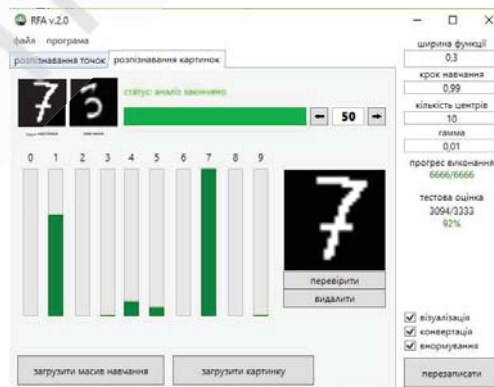 RFA v.2.0
файл програма
розпізнавання точок розпізнавання картинок
статус: аналіз закінчено
50
0 1 2 3 4 5 6 7 8 9
7
перевірити
видалити
загрузити масив навчання
загрузити картинку
ширина функції
0,3
крок навчання
0,99
кількість центрів
10
гамма
0,01
прогрес виконання
6666/6666
тестова оцінка
3094/3333
92%
візуалізація
конвертація
внормування
перезаписати